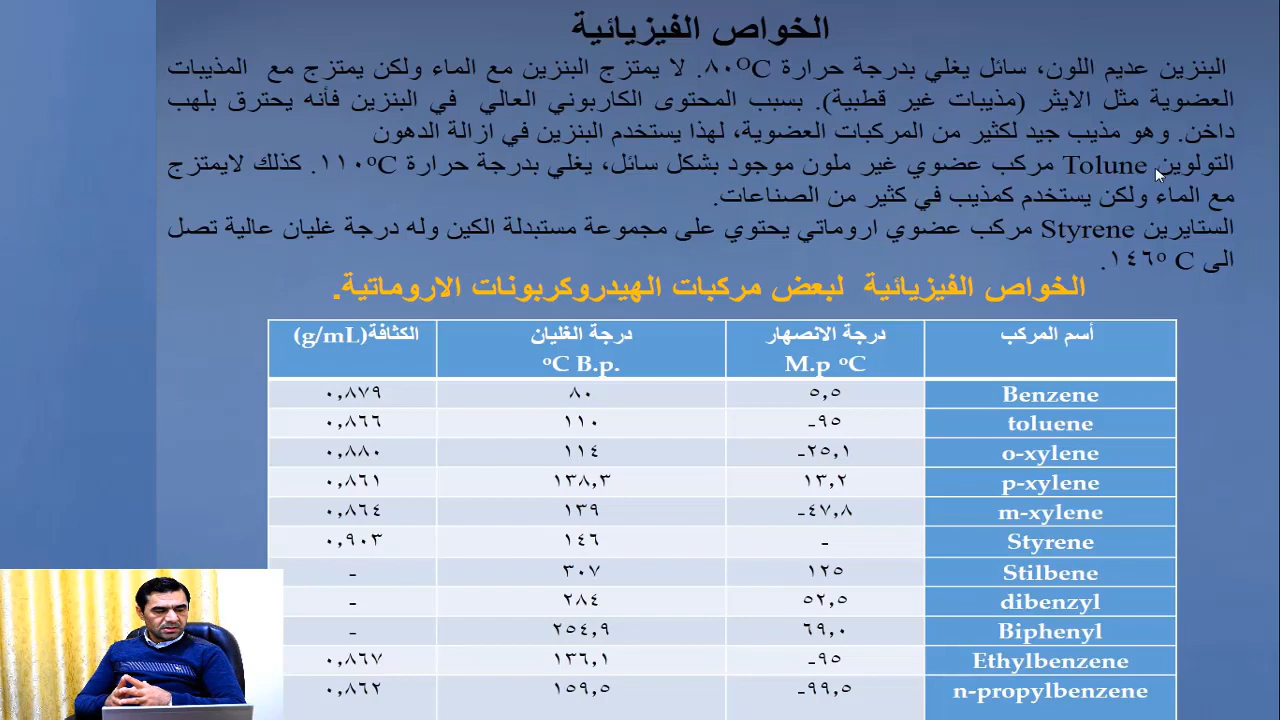 الخواص الفيزيائية
البنزين عديم اللون، سائل يغلي بدرجة حرارة ٨٠ºC. لا يمتزج البنزين مع الماء ولكن يمتزج مع المذيبات
العضوية مثل الايثر (مذيبات غير قطبية). بسبب المحتوى الكاربوني العالي في البنزين فأنه يحترق بلهب
داخن. وهو مذيب جيد لكثير من المركبات العضوية، لهذا يستخدم البنزين في ازالة الدهون
التولوين Tolune مركب عضوي غير ملون موجود بشكل سائل، يغلي بدرجة حرارة ١١٠ºC. كذلك لايمتزج
مع الماء ولكن يستخدم كمذيب في كثير من الصناعات.
الستايرين Styrene مركب عضوي اروماتي يحتوي على مجموعة مستبدلة الكين وله درجة غليان عالية تصل
الى ١٤٦º C.
الخواص الفيزيائية لبعض مركبات الهيدروكربونات الاروماتية.
أسم المركب درجة الانصهار درجة الغليان الكثافة(g/mL)
M.p ºC ºC B.p.
Benzene ٥,٥ ٨٠ ٠,٨٧٩
toluene -٩٥ ١١٠ ٠,٨٦٦
o-xylene -٢٥,١ ١١٤ ٠,٨٨٠
p-xylene ١٣,٢ ١٣٨,٣ ٠,٨٦١
m-xylene -٤٧,٨ ١٣٩ ٠,٨٦٤
Styrene - ١٤٦ ٠,٩٠٣
Stilbene ١٢٥ ٣٠٧ -
dibenzyl ٥٢,٥ ٢٨٤ -
Biphenyl ٦٩,٠ ٢٥٤,٩ -
Ethylbenzene -٩٥ ١٣٦,١ ٠,٨٦٧
n-propylbenzene -٩٩,٥ ١٥٩,٥ ٠,٨٦٢